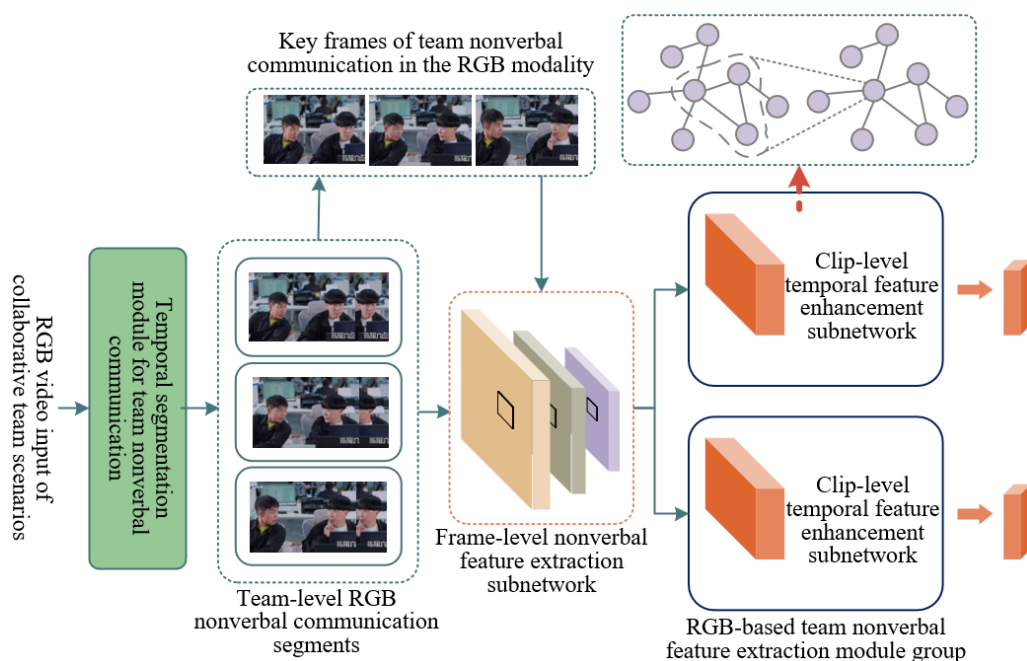 Key frames of team nonverbal
communication in the RGB modality
RGB video input of
collaborative team scenarios
Temporal segmentation
module for team nonverbal
communication
Team-level RGB
nonverbal communication
segments
Frame-level nonverbal
feature extraction
subnetwork
Clip-level
temporal feature
enhancement
subnetwork
Clip-level
temporal feature
enhancement
subnetwork
RGB-based team nonverbal
feature extraction module group